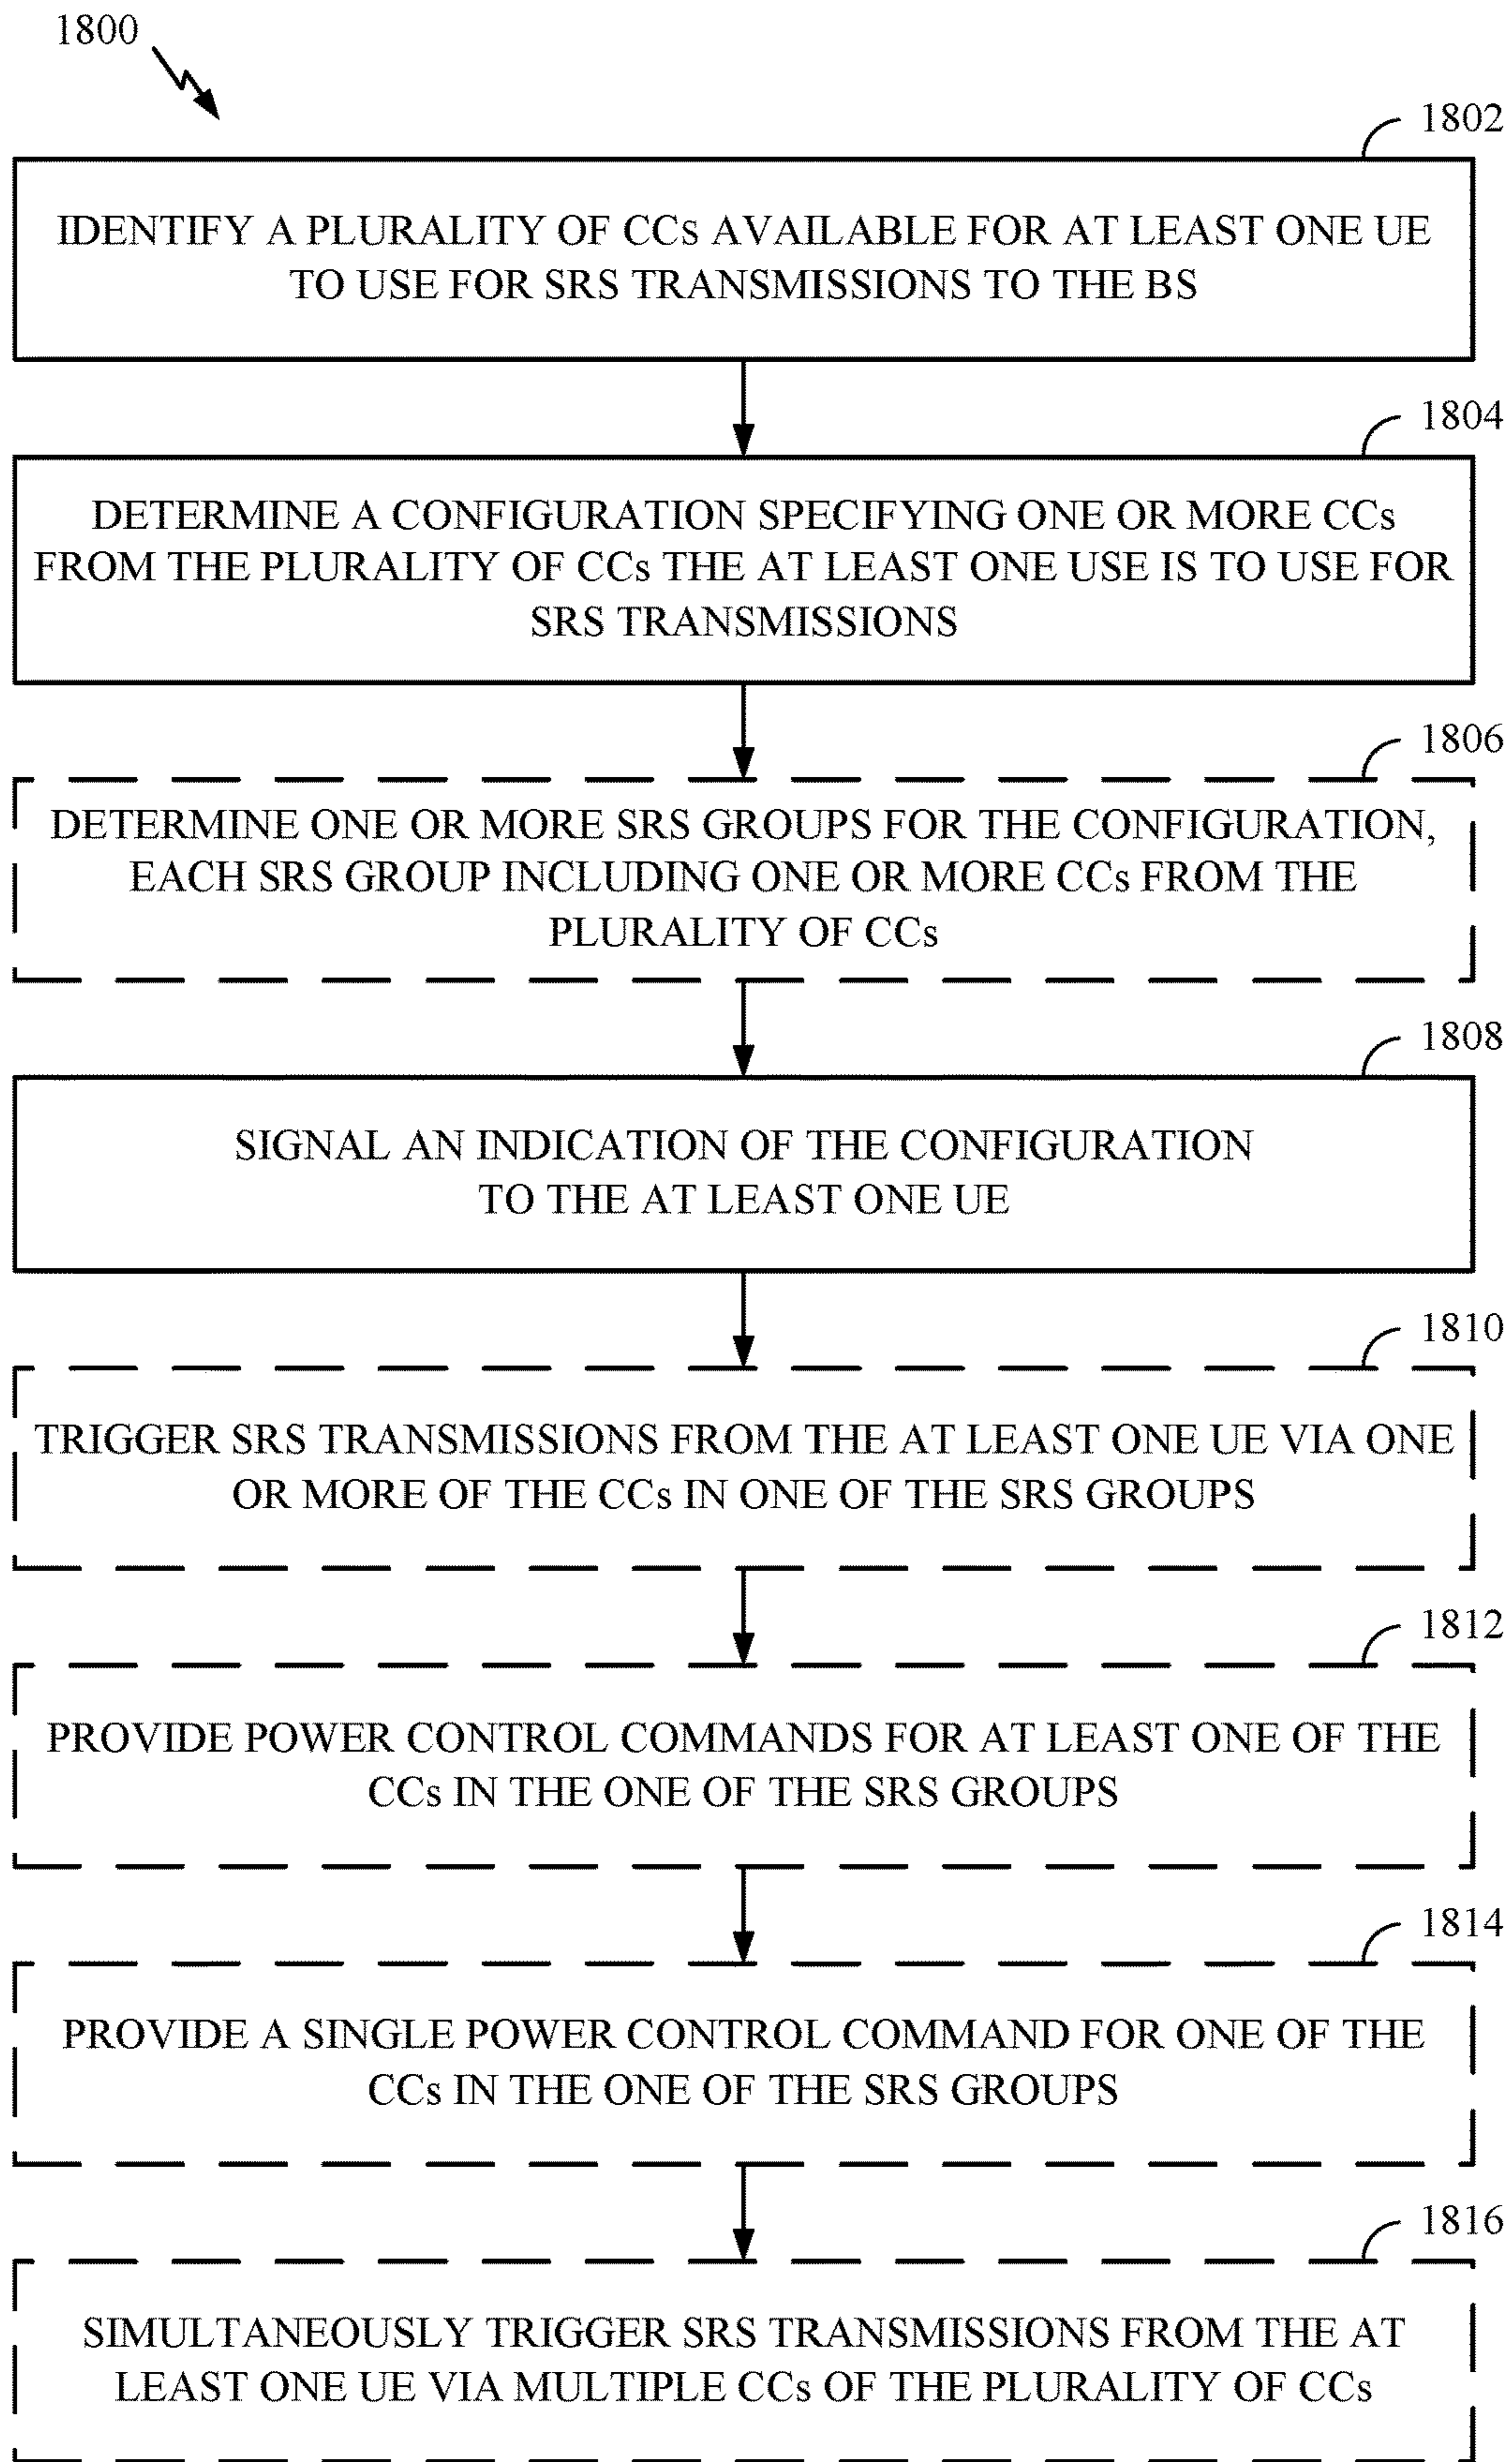 1800
1802
IDENTIFY A PLURALITY OF CCs AVAILABLE FOR AT LEAST ONE UE
TO USE FOR SRS TRANSMISSIONS TO THE BS
1804
DETERMINE A CONFIGURATION SPECIFYING ONE OR MORE CCs
FROM THE PLURALITY OF CCs THE AT LEAST ONE USE IS TO USE FOR
SRS TRANSMISSIONS
1806
DETERMINE ONE OR MORE SRS GROUPS FOR THE CONFIGURATION,
EACH SRS GROUP INCLUDING ONE OR MORE CCs FROM THE
PLURALITY OF CCs
1808
SIGNAL AN INDICATION OF THE CONFIGURATION
TO THE AT LEAST ONE UE
1810
TRIGGER SRS TRANSMISSIONS FROM THE AT LEAST ONE UE VIA ONE
OR MORE OF THE CCs IN ONE OF THE SRS GROUPS
1812
PROVIDE POWER CONTROL COMMANDS FOR AT LEAST ONE OF THE
CCs IN THE ONE OF THE SRS GROUPS
1814
PROVIDE A SINGLE POWER CONTROL COMMAND FOR ONE OF THE
CCs IN THE ONE OF THE SRS GROUPS
1816
SIMULTANEOUSLY TRIGGER SRS TRANSMISSIONS FROM THE AT
LEAST ONE UE VIA MULTIPLE CCs OF THE PLURALITY OF CCs